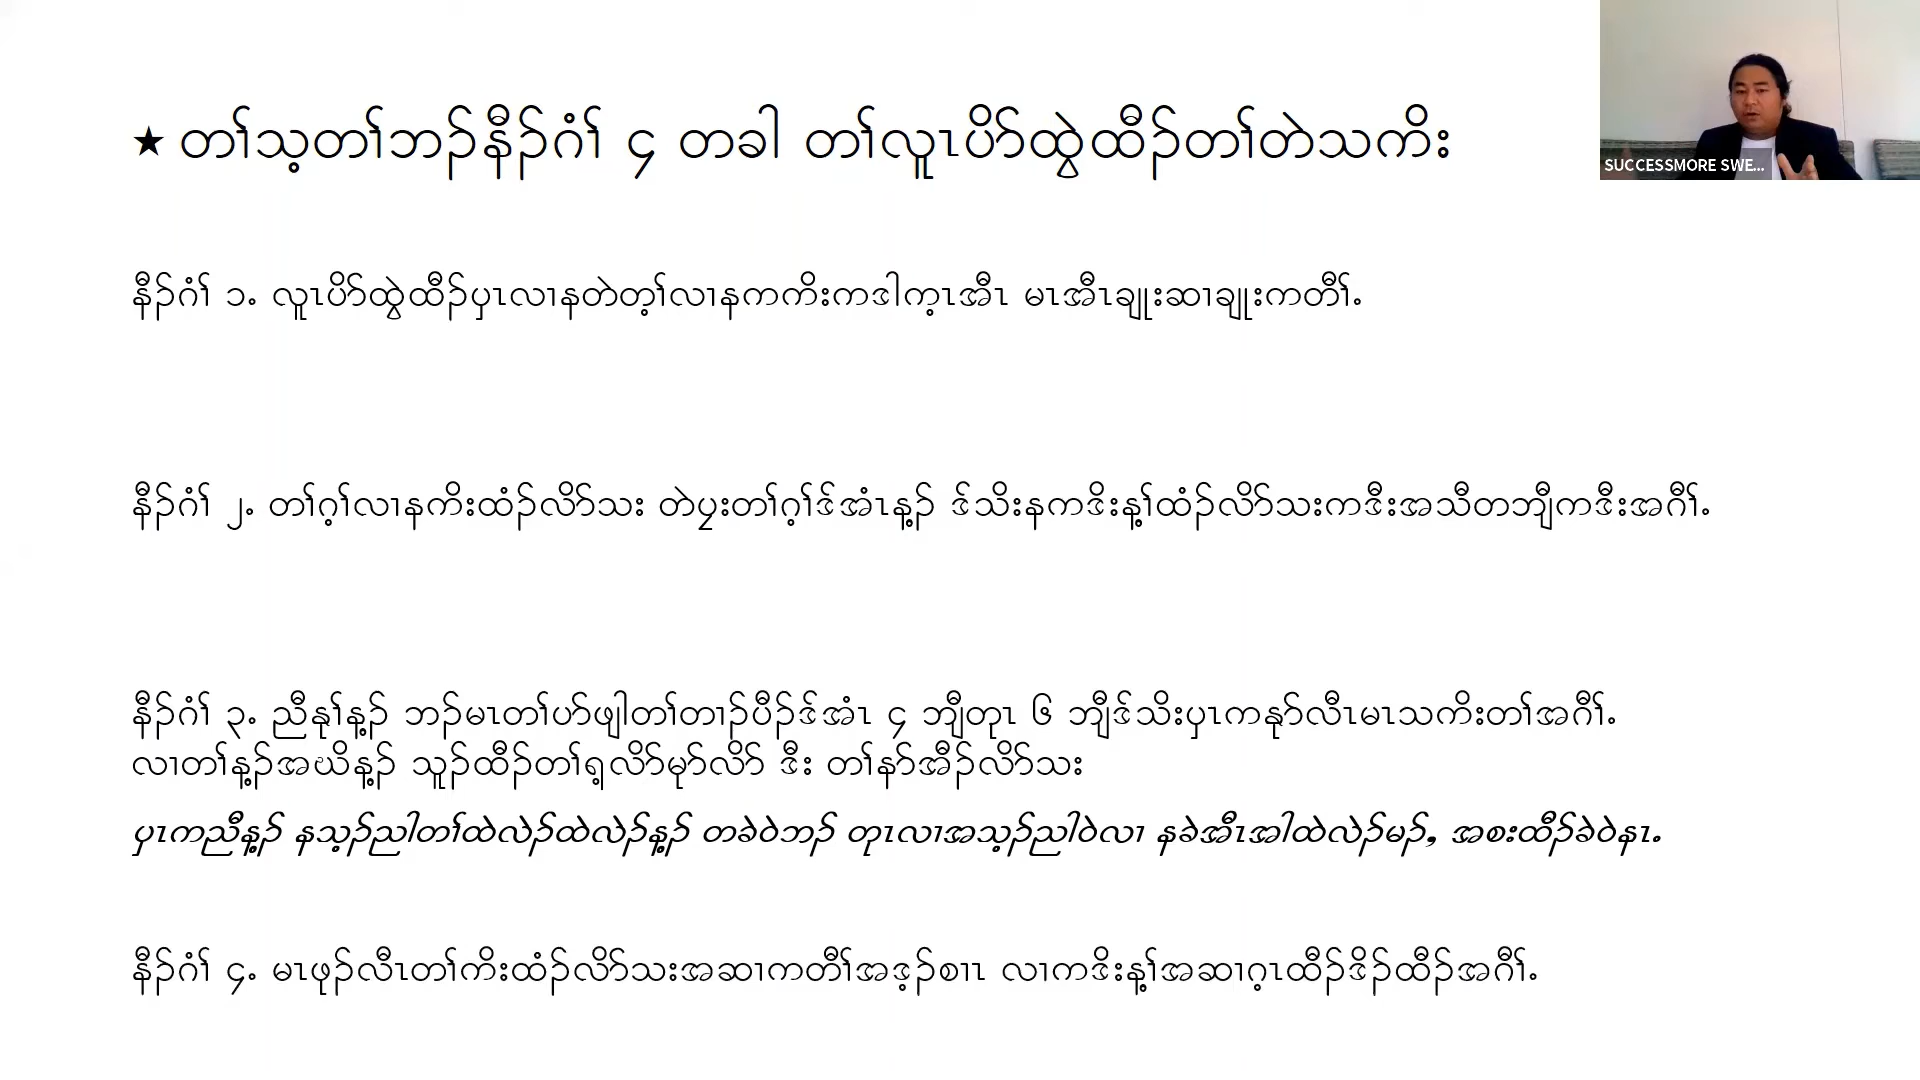 ★ တၢ်သ့တၢ်ဘၣ်နီၣ်ဂံၢ် ၄ တခါ တၢ်လူၤပိာ်ထွဲထီၣ်တၢ်တဲသကိး
SUCCESSMORE SWE...
နီၣ်ဂံၢ် ၁. လူၤပိာ်ထွဲထီၣ်ပှၤလၢနတဲတ့ၢ်လၢနကကိးကဒါက့ၤအီၤ မၤအီၤချူးဆၢချူးကတီၢ်.
နီၣ်ဂံၢ် ၂. တၢ်ဂ့ၢ်လၢနကိးထံၣ်လိာ်သး တဲပှးတၢ်ဂ့ၢ်ဒ်အံၤန့ၣ် ဒ်သိးနကဒိးန့ၢ်ထံၣ်လိာ်သးကဒီးအသီတဘျီကဒီးအဂီၢ်.
နီၣ်ဂံၢ် ၃. ညီနုၢ်န့ၣ် ဘၣ်မၤတၢ်ဟ်ဖျါတၢ်တၢၣ်ပီၣ်ဒ်အံၤ ၄ ဘျီတုၤ ၆ ဘျီဒ်သိးပှၤကနုာ်လီၤမၤသကိးတၢ်အဂီၢ်.
လၢတၢ်န့ၣ်အဃိန့ၣ် သူၣ်ထီၣ်တၢ်ရ့လိာ်မုာ်လိာ် ဒီး တၢ်နာ်အီၣ်လိာ်သး
ပှၤကညီန့ၣ် နသ့ၣ်ညါတၢ်ထဲလဲၣ်ထဲလဲၣ်န့ၣ် တခဲဝဲဘၣ် တုၤလၢအသ့ၣ်ညါဝဲလၢ နခဲအီၤအါထဲလဲၣ်မၣ်, အစးထီၣ်ခဲဝဲနၤ.
နီၣ်ဂံၢ် ၄. မၤဖုၣ်လီၤတၢ်ကိးထံၣ်လိာ်သးအဆၢကတီၢ်အဒ့ၣ်စၢၤ လၢကဒိးန့ၢ်အဆၢဂ့ၤထီၣ်ဒိၣ်ထီၣ်အဂီၢ်.